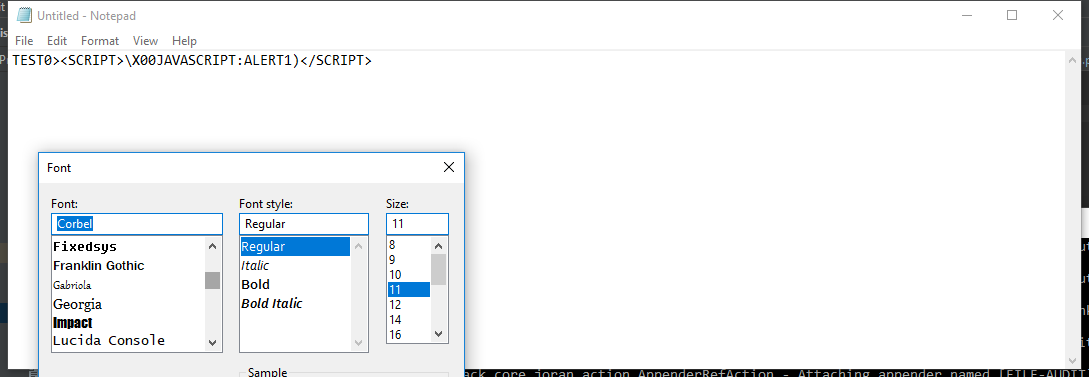 Untitled - Notepad
File Edit Format View Help
TEST0><SCRIPT>\X00JAVASCRIPT:ALERT1)</SCRIPT>
Font
Font: Font style: Size:
Corbel Regular 11
Fixedsys
Franklin Gothic
Gabriola
Georgia
Impact
Lucida Console
Regular
Italic
Bold
Bold Italic
8
9
10
11
12
14
16
Sample
ack.core.joran.action.AppenderRefAction - Attaching appender named [FILE-AUDIT